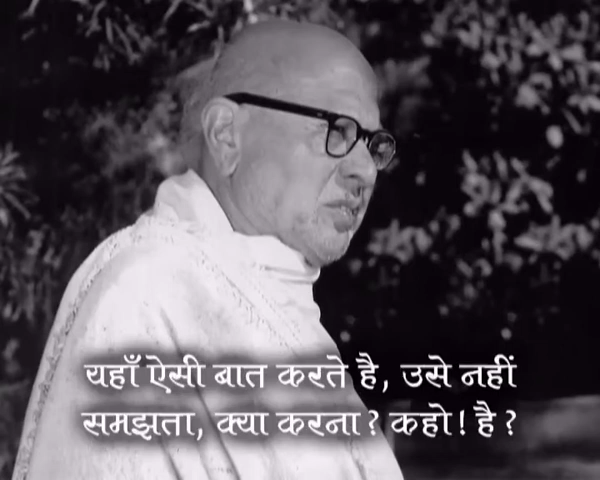 यहाँ ऐसी बात करते है, उसे नहीं
समझता, क्या करना? कहो! है?